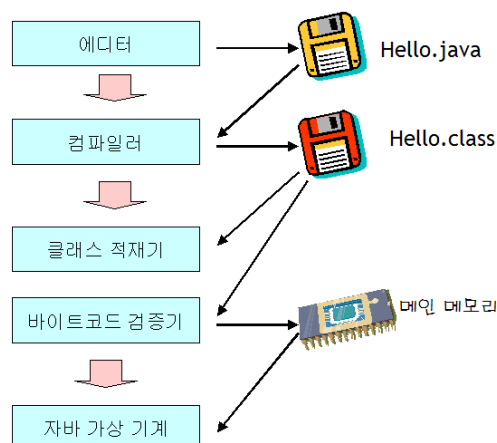 에디터
Hello.java
컴파일러
Hello.class
클래스 적재기
바이트코드 검증기
메인 메모리
자바 가상 기계